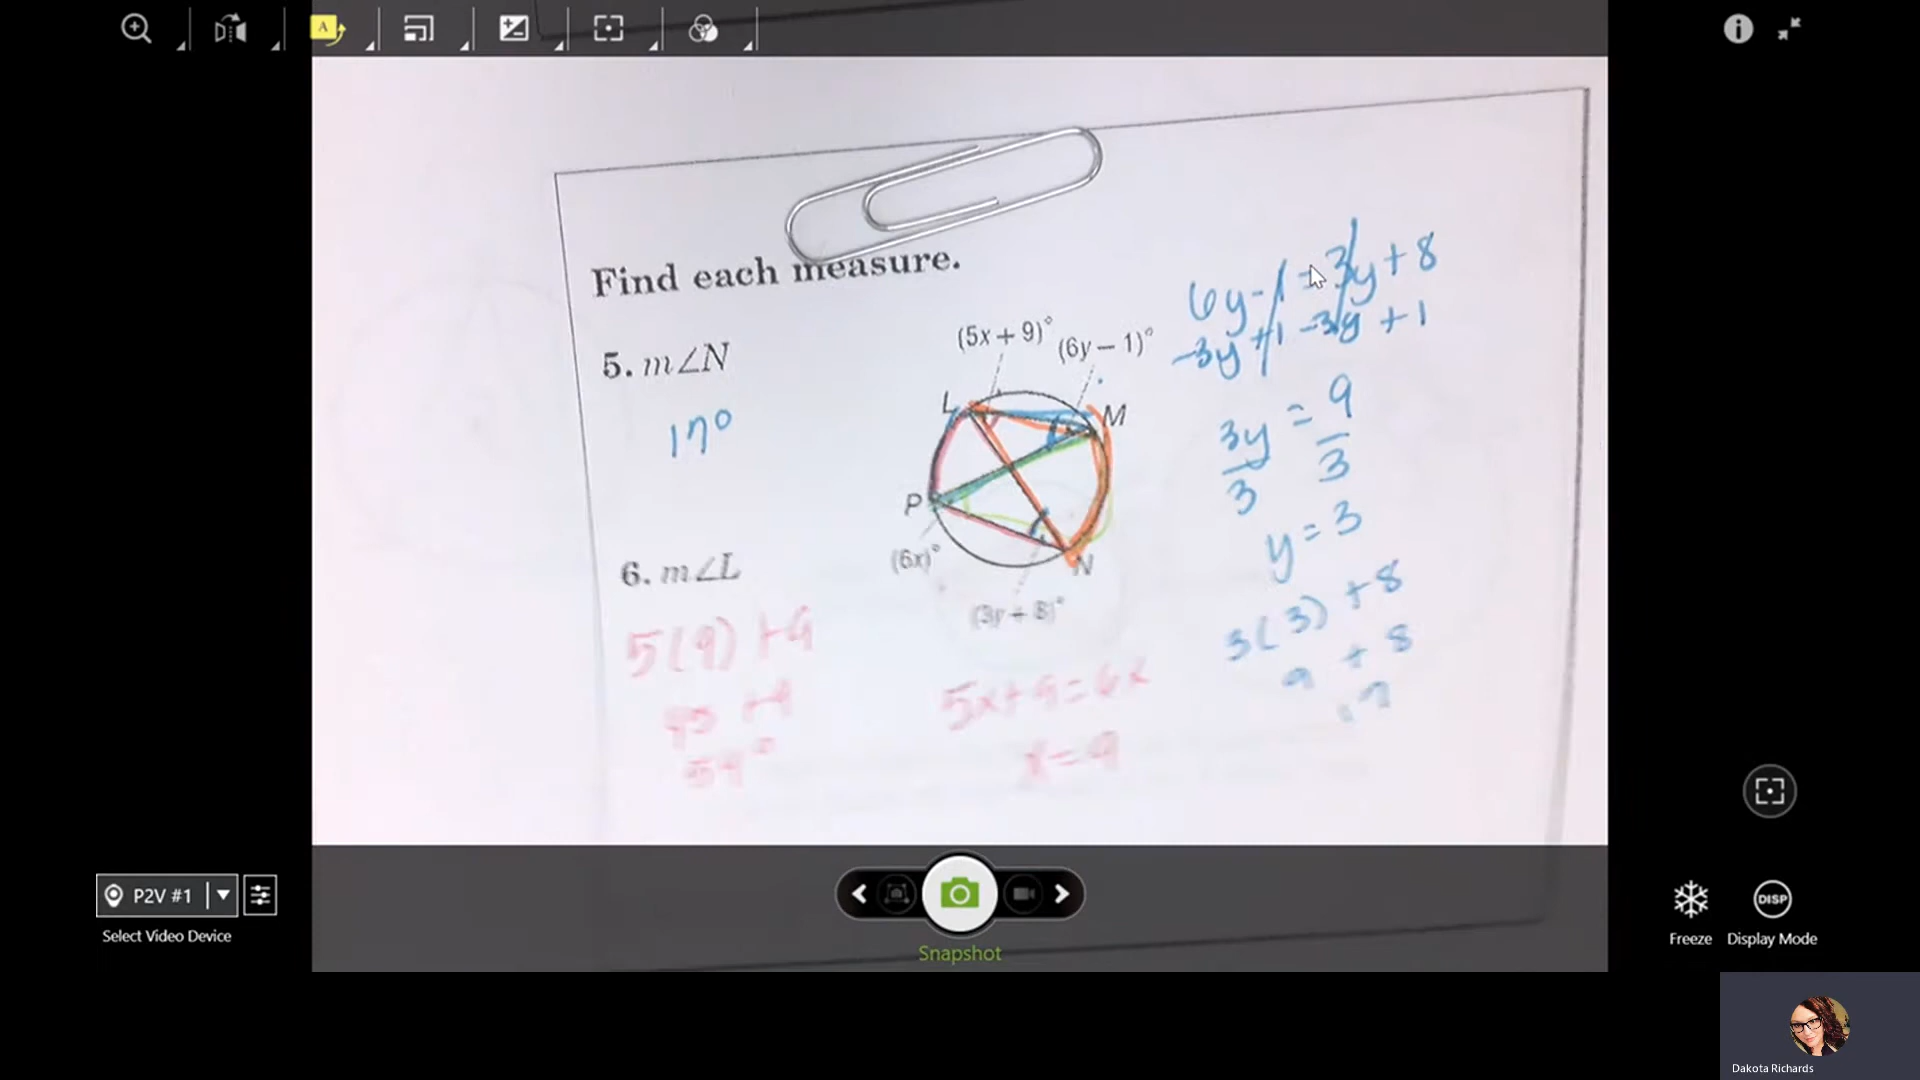 A
Find each measure.
5. m∠N
17°
(5x + 9)°
(6y – 1)°
L
M
P
N
(6x)°
(3y + 8)°
6y - 1 = 3y + 8
-3y +1 -3y +1
3y = 9
3 3
y = 3
3(3) + 8
9 + 8
17
6. m∠L
5(9) +9
45 +9
54°
5x+9=6x
x=9
P2V #1
Select Video Device
Snapshot
Freeze
DISP
Display Mode
Dakota Richards